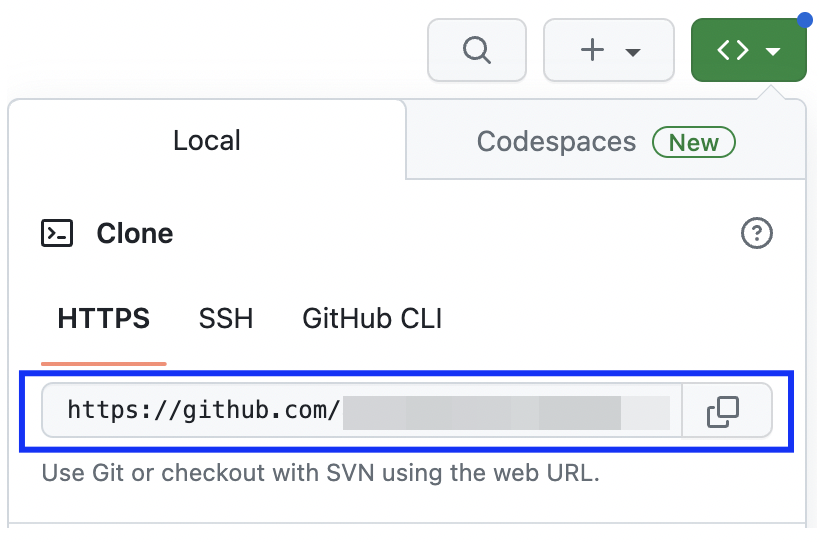 Local
Codespaces New
Clone
HTTPS SSH GitHub CLI
https://github.com/
Use Git or checkout with SVN using the web URL.